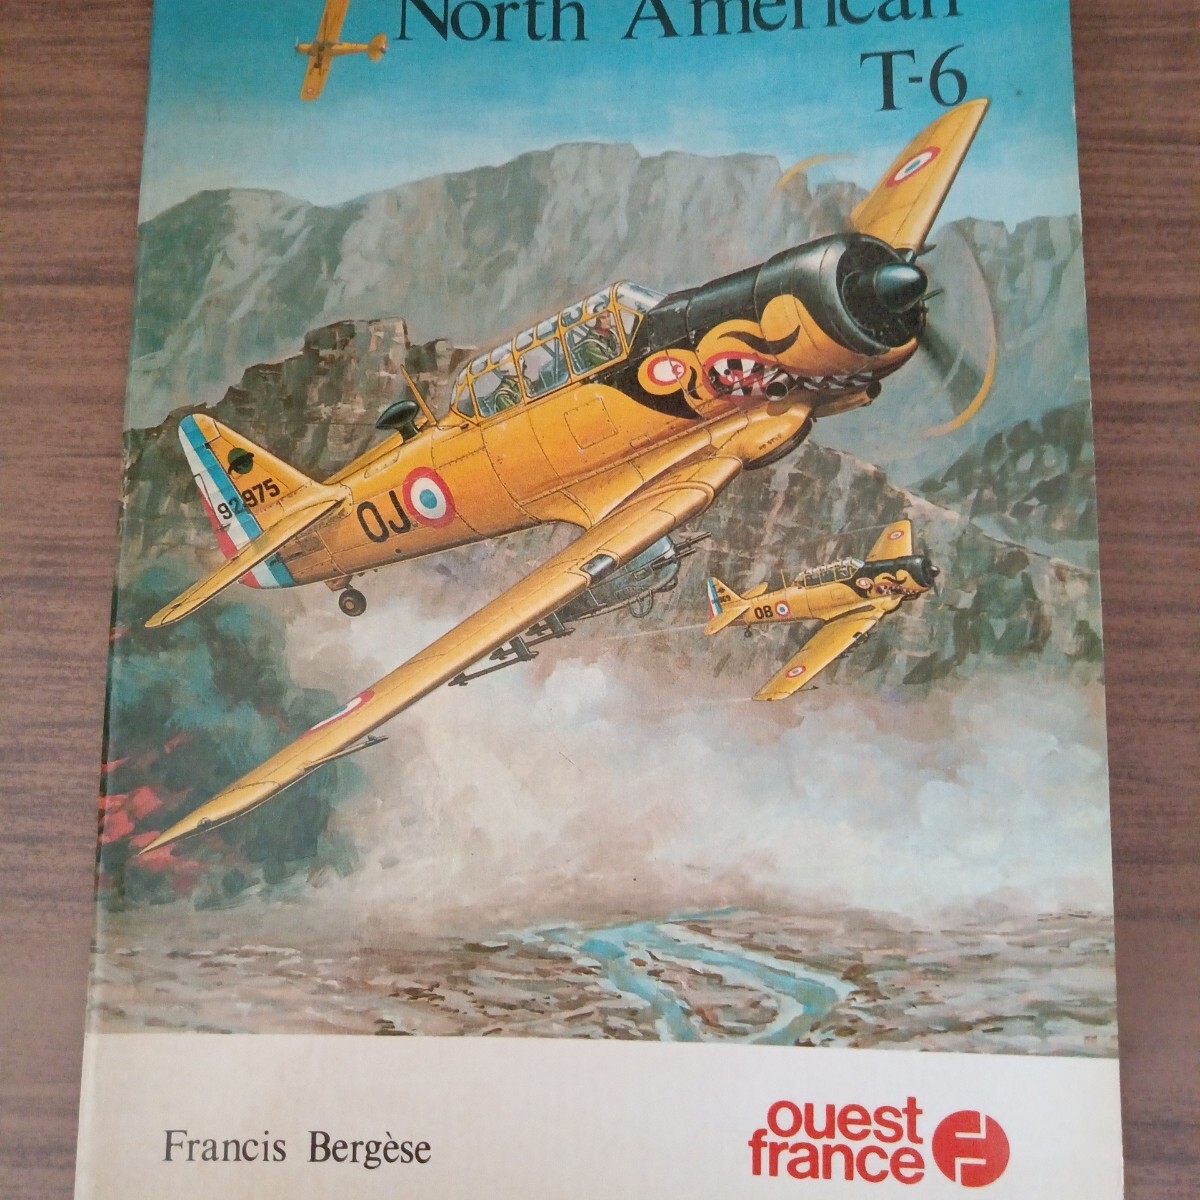 North American
T-6
92975
OJ
OB
Francis Bergèse
ouest
france